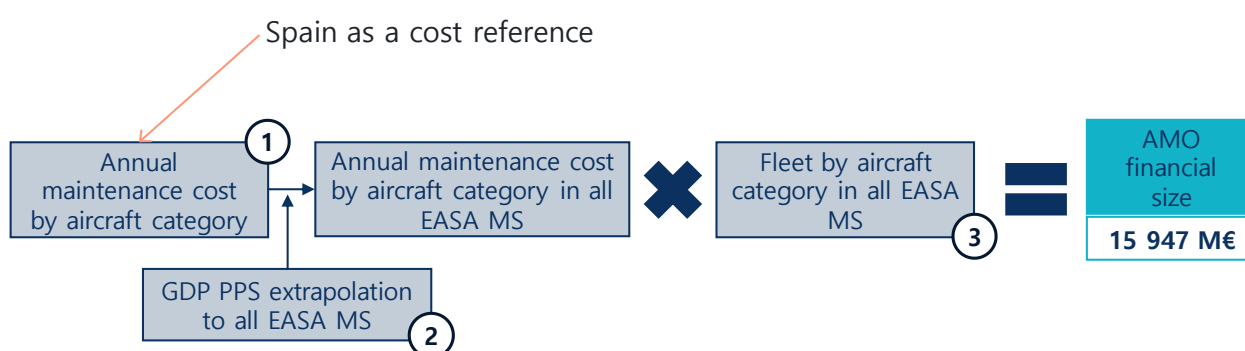 Spain as a cost reference
1
Annual
maintenance cost
by aircraft category
Annual maintenance cost
by aircraft category in all
EASA MS
Fleet by aircraft
category in all EASA
MS
3
AMO
financial
size
15 947 M€
GDP PPS extrapolation
to all EASA MS
2